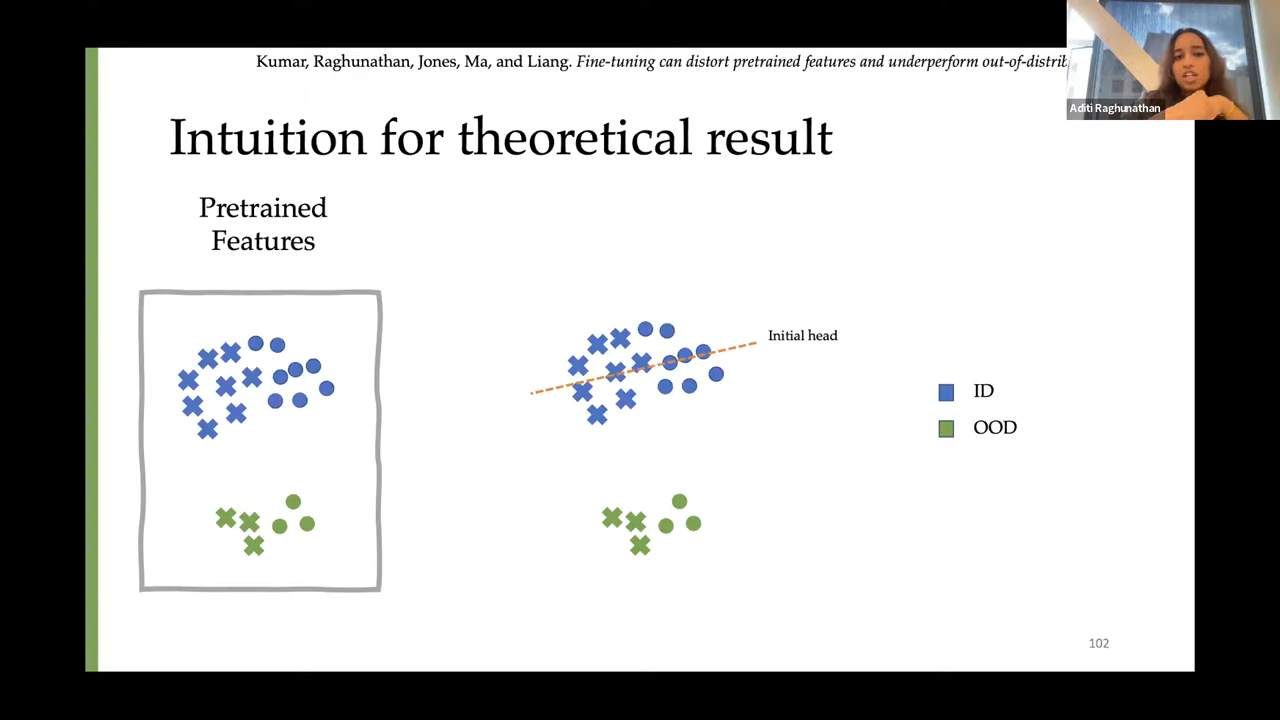 Kumar, Raghunathan, Jones, Ma, and Liang. Fine-tuning can distort pretrained features and underperform out-of-distrib
Aditi Raghunathan
Intuition for theoretical result
Pretrained
Features
Initial head
ID
OOD
102